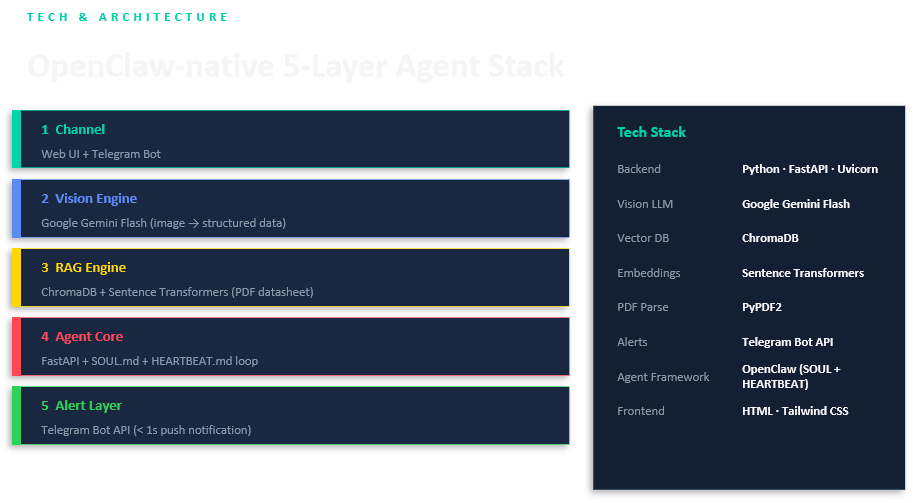 TECH & ARCHITECTURE
OpenClaw-native 5-Layer Agent Stack
1 Channel
Web UI + Telegram Bot
2 Vision Engine
Google Gemini Flash (image → structured data)
3 RAG Engine
ChromaDB + Sentence Transformers (PDF datasheet)
4 Agent Core
FastAPI + SOUL.md + HEARTBEAT.md loop
5 Alert Layer
Telegram Bot API (< 1s push notification)
Tech Stack
Backend Python · FastAPI · Uvicorn
Vision LLM Google Gemini Flash
Vector DB ChromaDB
Embeddings Sentence Transformers
PDF Parse PyPDF2
Alerts Telegram Bot API
Agent Framework OpenClaw (SOUL +
HEARTBEAT)
Frontend HTML · Tailwind CSS